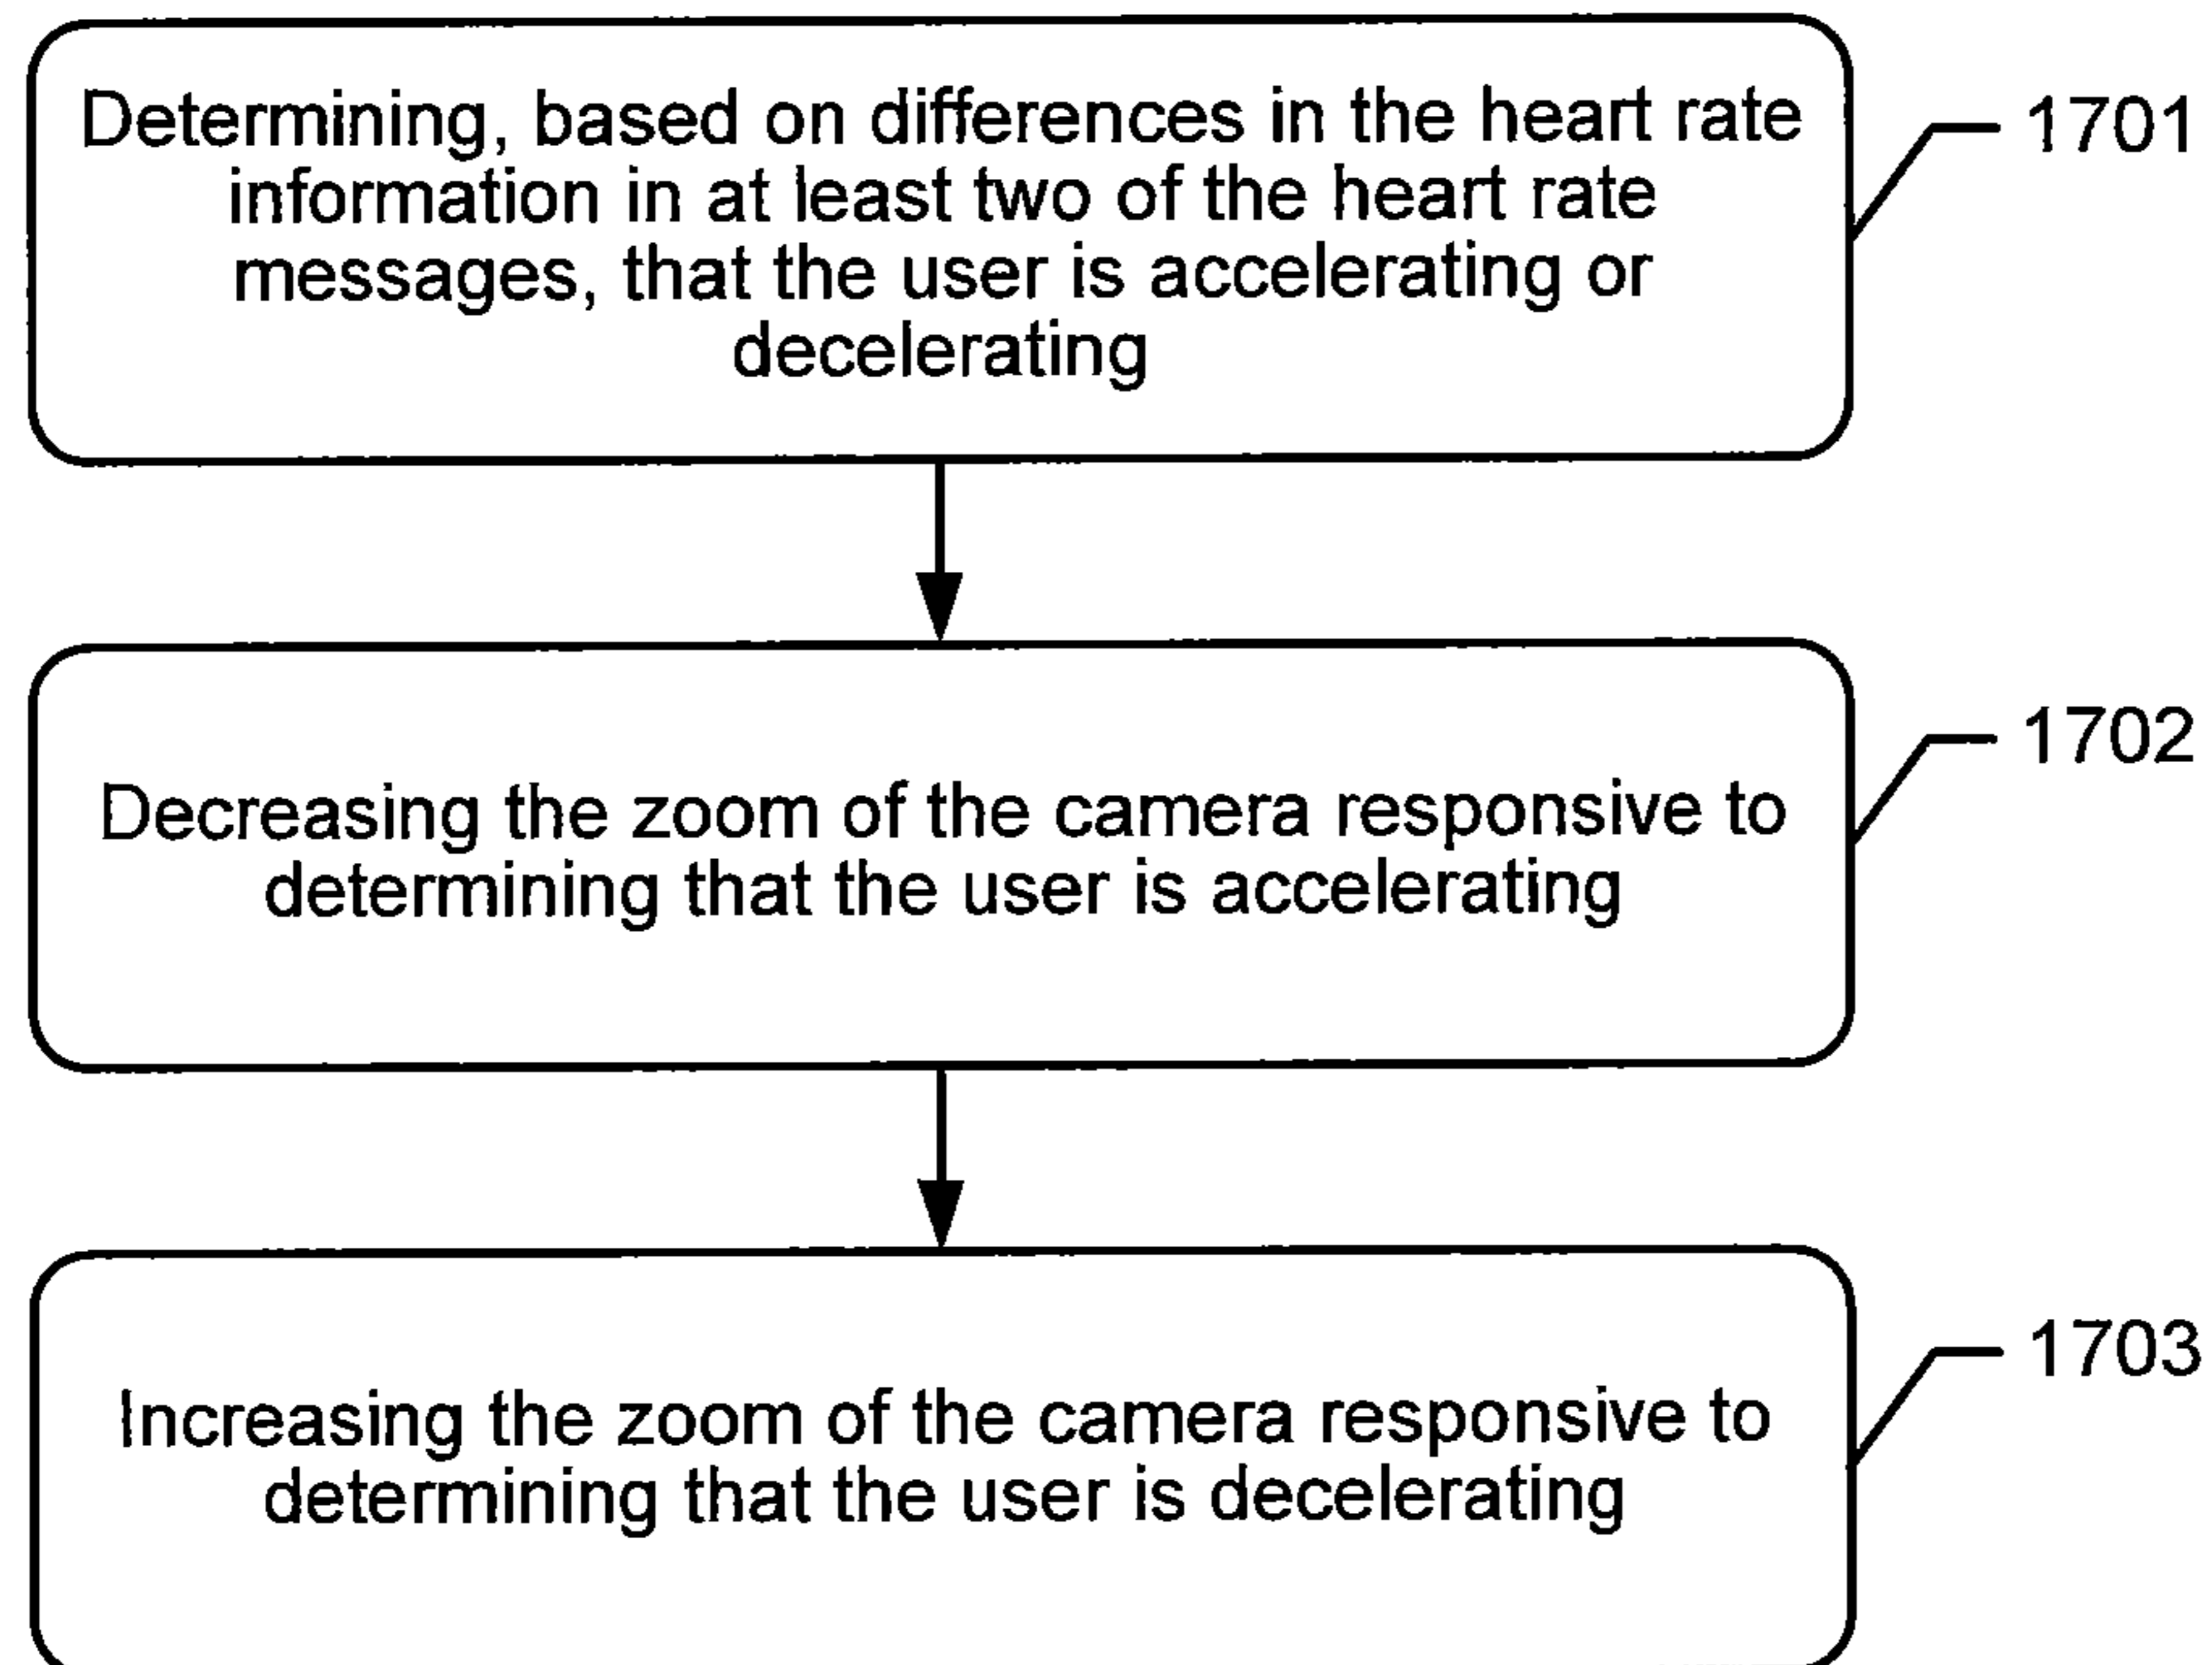 Determining, based on differences in the heart rate
information in at least two of the heart rate
messages, that the user is accelerating or
decelerating
1701
Decreasing the zoom of the camera responsive to
determining that the user is accelerating
1702
Increasing the zoom of the camera responsive to
determining that the user is decelerating
1703